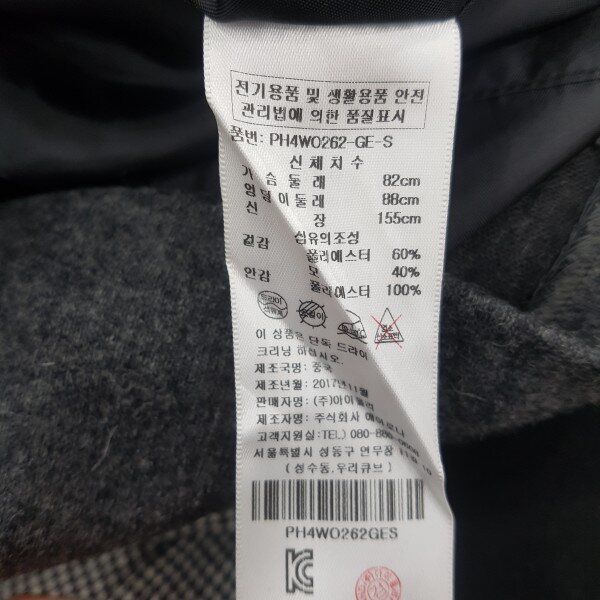 전기용품 및 생활용품 안전
관리법에 의한 품질표시
품번: PH4WO262-GE-S
신체치수
가슴둘레 82cm
엉덩이둘레 88cm
신장 155cm
섬유의조성
겉감 폴리에스터 60%
모 40%
안감 폴리에스터 100%
드라이
이 상품은 단독 드라이
크리닝 하십시오.
제조국명: 중국
제조년월: 2017년11월
판매자명: (주)아이올리
제조자명: 주식회사
고객지원실:TEL) 080-
서울특별시 성동구 연무장
(성수동,우리큐브)
PH4WO262GES